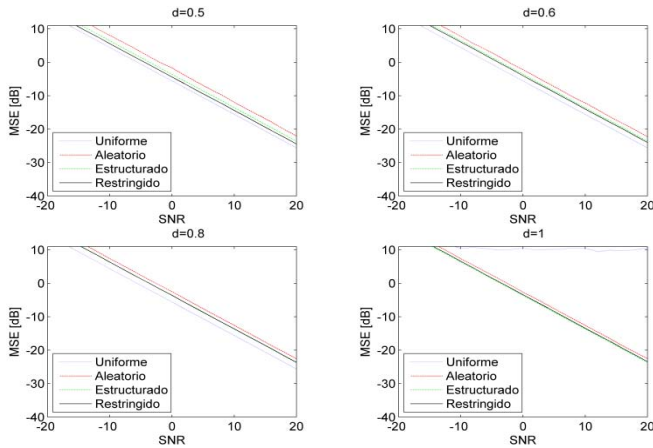 d=0.5
10
0
-10
-20
-30
-40
MSE [dB]
Uniforme
Aleatorio
Estructurado
Restringido
-20
-10
0
10
20
SNR
d=0.6
10
0
-10
-20
-30
-40
MSE [dB]
Uniforme
Aleatorio
Estructurado
Restringido
-20
-10
0
10
20
SNR
d=0.8
10
0
-10
-20
-30
-40
MSE [dB]
Uniforme
Aleatorio
Estructurado
Restringido
-20
-10
0
10
20
SNR
d=1
10
0
-10
-20
-30
-40
MSE [dB]
Uniforme
Aleatorio
Estructurado
Restringido
-20
-10
0
10
20
SNR